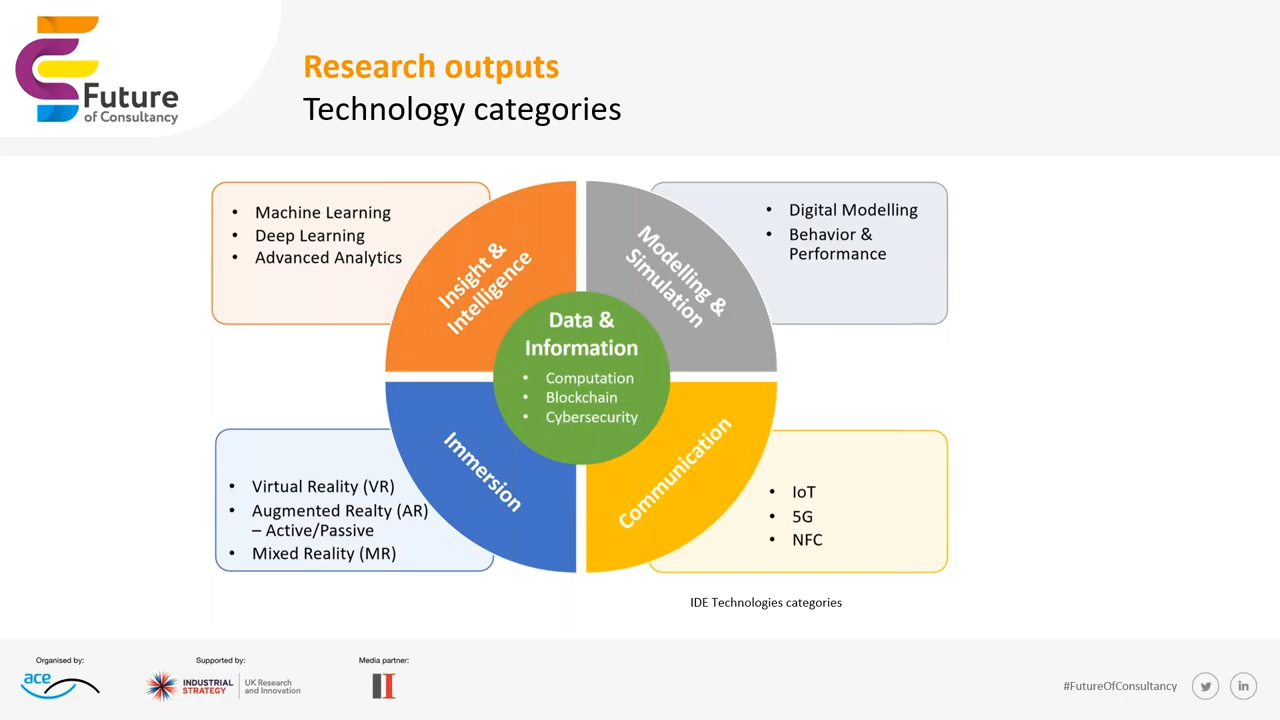 Future
of Consultancy
Research outputs
Technology categories
• Machine Learning
• Deep Learning
• Advanced Analytics
Insight &
Intelligence
Modelling &
Simulation
• Digital Modelling
• Behavior &
Performance
Data &
Information
• Computation
• Blockchain
• Cybersecurity
• Virtual Reality (VR)
• Augmented Realty (AR)
– Active/Passive
• Mixed Reality (MR)
Immersion
Communication
• IoT
• 5G
• NFC
IDE Technologies categories
Organised by:
ace
Supported by:
INDUSTRIAL
STRATEGY
UK Research
and Innovation
Media partner:
#FutureOfConsultancy
in